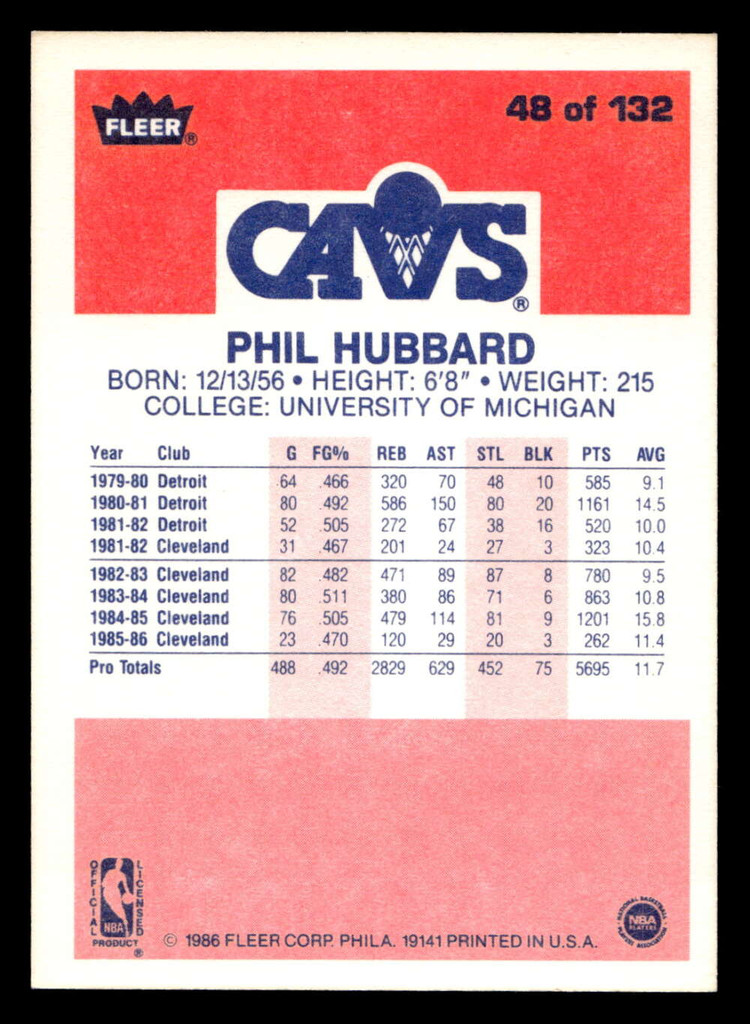 FLEER®
48 of 132
CAVS®
PHIL HUBBARD
BORN: 12/13/56 • HEIGHT: 6'8" • WEIGHT: 215
COLLEGE: UNIVERSITY OF MICHIGAN
Year Club G FG% REB AST STL BLK PTS AVG
1979-80 Detroit 64 .466 320 70 48 10 585 9.1
1980-81 Detroit 80 .492 586 150 80 20 1161 14.5
1981-82 Detroit 52 .505 272 67 38 16 520 10.0
1981-82 Cleveland 31 .467 201 24 27 3 323 10.4
1982-83 Cleveland 82 .482 471 89 87 8 780 9.5
1983-84 Cleveland 80 .511 380 86 71 6 863 10.8
1984-85 Cleveland 76 .505 479 114 81 9 1201 15.8
1985-86 Cleveland 23 .470 120 29 20 3 262 11.4
Pro Totals 488 .492 2829 629 452 75 5695 11.7
OFFICIAL
LICENSED
NBA
PRODUCT®
© 1986 FLEER CORP. PHILA. 19141 PRINTED IN U.S.A.
NATIONAL BASKETBALL
NBA
PLAYERS
PLAYERS ASSOCIATION